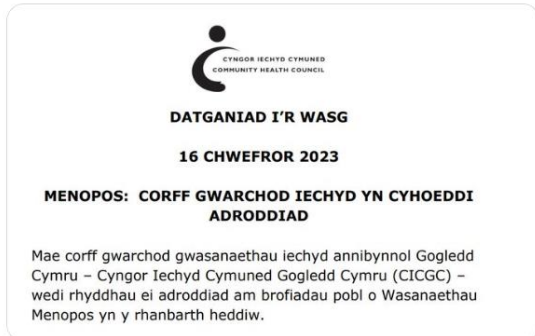 CYNGOR IECHYD CYMUNED
COMMUNITY HEALTH COUNCIL
DATGANIAD I'R WASG
16 CHWEFROR 2023
MENOPOS: CORFF GWARCHOD IECHYD YN CYHOEDDI
ADRODDIAD
Mae corff gwarchod gwasanaethau iechyd annibynnol Gogledd
Cymru – Cyngor Iechyd Cymuned Gogledd Cymru (CICGC) –
wedi rhyddhau ei adroddiad am brofiadau pobl o Wasanaethau
Menopos yn y rhanbarth heddiw.